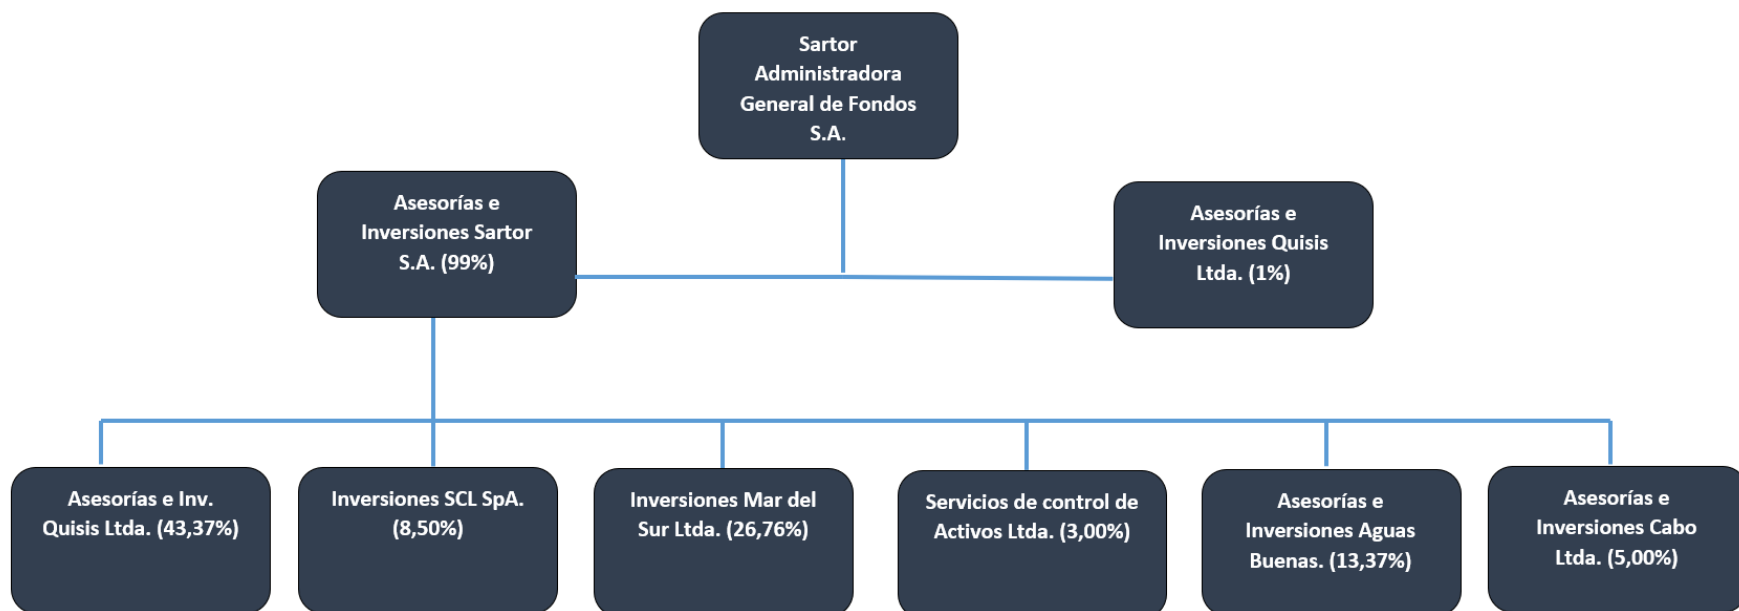 Sartor
Administradora
General de Fondos
S.A.
Asesorías e
Inversiones Sartor
S.A. (99%)
Asesorías e
Inversiones Quisis
Ltda. (1%)
Asesorías e Inv.
Quisis Ltda. (43,37%)
Inversiones SCL SpA.
(8,50%)
Inversiones Mar del
Sur Ltda. (26,76%)
Servicios de control de
Activos Ltda. (3,00%)
Asesorías e
Inversiones Aguas
Buenas. (13,37%)
Asesorías e
Inversiones Cabo
Ltda. (5,00%)